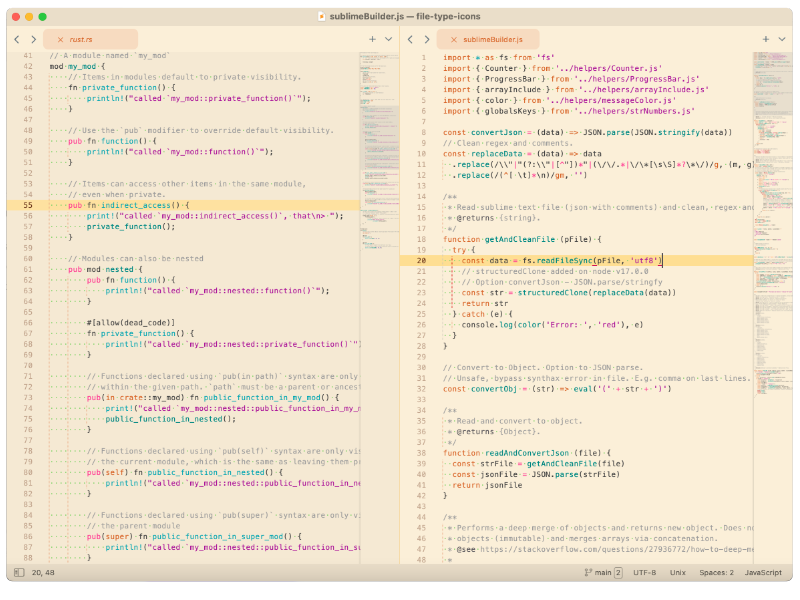 sublimeBuilder.js — file-type-icons
rust.rs
41 // A module named `my_mod`
42 mod my_mod {
43 // Items in modules default to private visibility.
44 fn private_function() {
45 println!("called `my_mod::private_function()`");
46 }
47
48 // Use the `pub` modifier to override default visibility.
49 pub fn function() {
50 println!("called `my_mod::function()`");
51 }
52
53 // Items can access other items in the same module,
54 // even when private.
55 pub fn indirect_access() {
56 print!("called `my_mod::indirect_access()`, that\n> ");
57 private_function();
58 }
59
60 // Modules can also be nested
61 pub mod nested {
62 pub fn function() {
63 println!("called `my_mod::nested::function()`");
64 }
65
66 #[allow(dead_code)]
67 fn private_function() {
68 println!("called `my_mod::nested::private_function()`"
69 }
70
71 // Functions declared using `pub(in path)` syntax are only
72 // within the given path. `path` must be a parent or ances
73 pub(in crate::my_mod) fn public_function_in_my_mod() {
74 print!("called `my_mod::nested::public_function_in_my_m
75 public_function_in_nested();
76 }
77
78 // Functions declared using `pub(self)` syntax are only vi
79 // the current module, which is the same as leaving them p
80 pub(self) fn public_function_in_nested() {
81 println!("called `my_mod::nested::public_function_in_ne
82 }
83
84 // Functions declared using `pub(super)` syntax are only v
85 // the parent module
86 pub(super) fn public_function_in_super_mod() {
87 println!("called `my_mod::nested::public_function_in_su
88 }
sublimeBuilder.js
1 import * as fs from 'fs'
2 import { Counter } from '../helpers/Counter.js'
3 import { ProgressBar } from '../helpers/ProgressBar.js'
4 import { arrayInclude } from '../helpers/arrayInclude.js'
5 import { color } from '../helpers/messageColor.js'
6 import { globalsKeys } from '../helpers/strNumbers.js'
7
8 const convertJson = (data) => JSON.parse(JSON.stringify(data))
9 // Clean regex and comments.
10 const replaceData = (data) => data
11 .replace(/\\"|"(?:\\"|[^"])*"|(\/\/.*|\/\*[\s\S]*?\*\/)/g, (m, g)
12 .replace(/(^[ \t]*\n)/gm, '')
13
14 /**
15 * Read sublime text file (json with comments) and clean, regex an
16 * @returns {string}.
17 */
18 function getAndCleanFile (pFile) {
19 try {
20 const data = fs.readFileSync(pFile, 'utf8')
21 // structuredClone added on node v17.0.0
22 // Option convertJson - JSON.parse/stringfy
23 const str = structuredClone(replaceData(data))
24 return str
25 } catch (e) {
26 console.log(color('Error: ', 'red'), e)
27 }
28 }
29
30 // Convert to Object. Option to JSON.parse.
31 // Unsafe, bypass syntax error in file. E.g. comma on last lines.
32 const convertObj = (str) => eval('(' + str + ')')
33
34 /**
35 * Read and convert to object.
36 * @returns {Object}.
37 */
38 function readAndConvertJson (file) {
39 const strFile = getAndCleanFile(file)
40 const jsonFile = JSON.parse(strFile)
41 return jsonFile
42 }
43
44 /**
45 * Performs a deep merge of objects and returns new object. Does n
46 * objects (immutable) and merges arrays via concatenation.
47 * @see https://stackoverflow.com/questions/27936772/how-to-deep-m
48 *
20, 48
main 2 UTF-8 Unix Spaces: 2 JavaScript